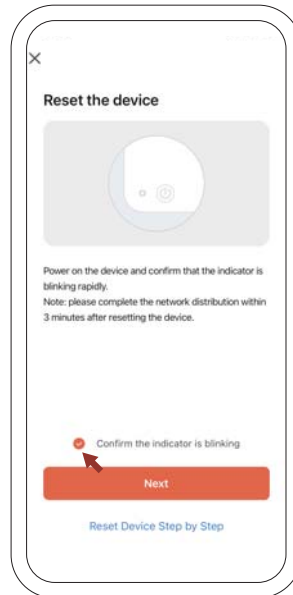 Reset the device
Power on the device and confirm that the indicator is
blinking rapidly.
Note: please complete the network distribution within
3 minutes after resetting the device.
Confirm the indicator is blinking
Next
Reset Device Step by Step